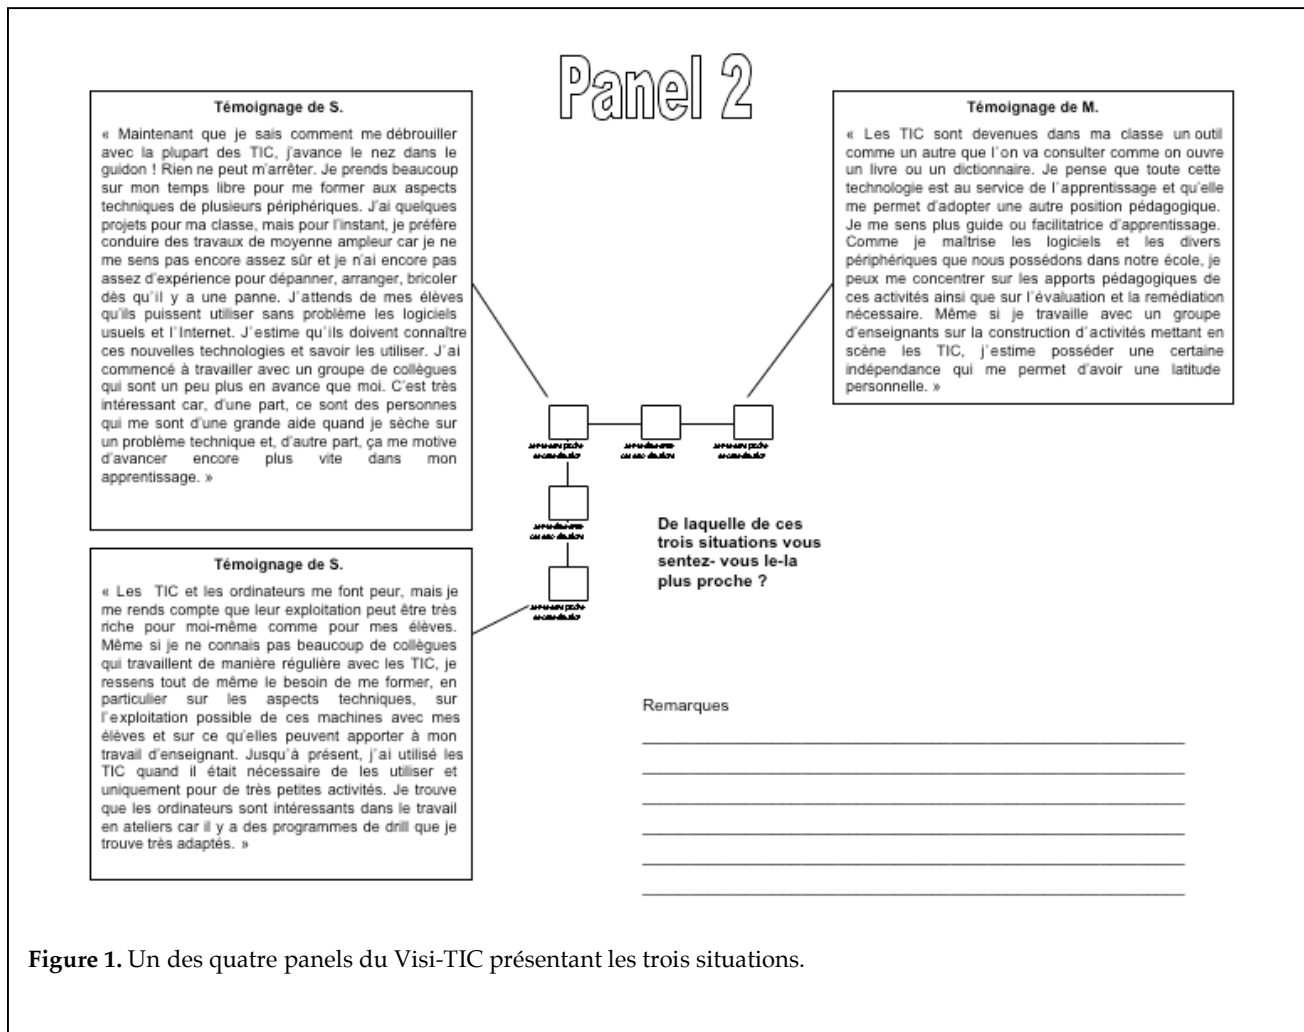 Panel 2
Témoignage de S.
« Maintenant que je sais comment me débrouiller
avec la plupart des TIC, j'avance le nez dans le
guidon ! Rien ne peut m'arrêter. Je prends beaucoup
sur mon temps libre pour me former aux aspects
techniques de plusieurs périphériques. J'ai quelques
projets pour ma classe, mais pour l'instant, je préfère
conduire des travaux de moyenne ampleur car je ne
me sens pas encore assez sûr et je n'ai encore pas
assez d'expérience pour dépanner, arranger, bricoler
dès qu'il y a une panne. J'attends de mes élèves
qu'ils puissent utiliser sans problème les logiciels
usuels et l'Internet. J'estime qu'ils doivent connaître
ces nouvelles technologies et savoir les utiliser. J'ai
commencé à travailler avec un groupe de collègues
qui sont un peu plus en avance que moi. C'est très
intéressant car, d'une part, ce sont des personnes
qui me sont d'une grande aide quand je sèche sur
un problème technique et, d'autre part, ça me motive
d'avancer encore plus vite dans mon
apprentissage. »
Témoignage de M.
« Les TIC sont devenues dans ma classe un outil
comme un autre que l'on va consulter comme on ouvre
un livre ou un dictionnaire. Je pense que toute cette
technologie est au service de l'apprentissage et qu'elle
me permet d'adopter une autre position pédagogique.
Je me sens plus guide ou facilitatrice d'apprentissage.
Comme je maîtrise les logiciels et les divers
périphériques que nous possédons dans notre école, je
peux me concentrer sur les apports pédagogiques de
ces activités ainsi que sur l'évaluation et la remédiation
nécessaire. Même si je travaille avec un groupe
d'enseignants sur la construction d'activités mettant en
scène les TIC, j'estime posséder une certaine
indépendance qui me permet d'avoir une latitude
personnelle. »
De laquelle de ces
trois situations vous
sentez- vous le-la
plus proche ?
Témoignage de S.
« Les TIC et les ordinateurs me font peur, mais je
me rends compte que leur exploitation peut être très
riche pour moi-même comme pour mes élèves.
Même si je ne connais pas beaucoup de collègues
qui travaillent de manière régulière avec les TIC, je
ressens tout de même le besoin de me former, en
particulier sur les aspects techniques, sur
l'exploitation possible de ces machines avec mes
élèves et sur ce qu'elles peuvent apporter à mon
travail d'enseignant. Jusqu'à présent, j'ai utilisé les
TIC quand il était nécessaire de les utiliser et
uniquement pour de très petites activités. Je trouve
que les ordinateurs sont intéressants dans le travail
en ateliers car il y a des programmes de drill que je
trouve très adaptés. »
Remarques
Figure 1. Un des quatre panels du Visi-TIC présentant les trois situations.